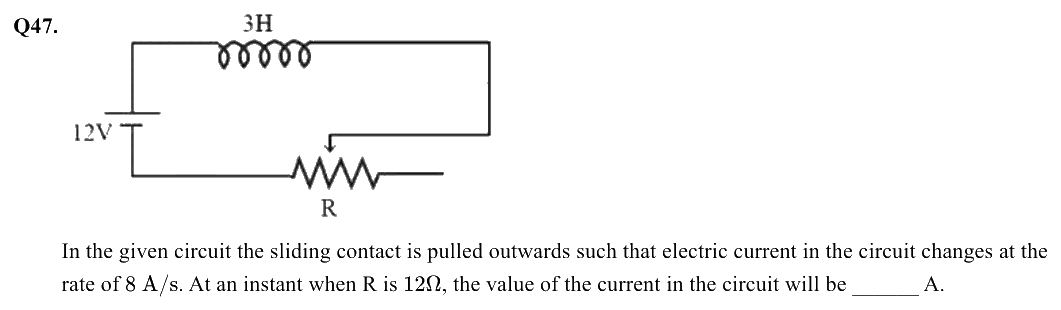 Q47.
3H
12V
R
In the given circuit the sliding contact is pulled outwards such that electric current in the circuit changes at the
rate of 8 A/s. At an instant when R is 12Ω, the value of the current in the circuit will be ______ A.